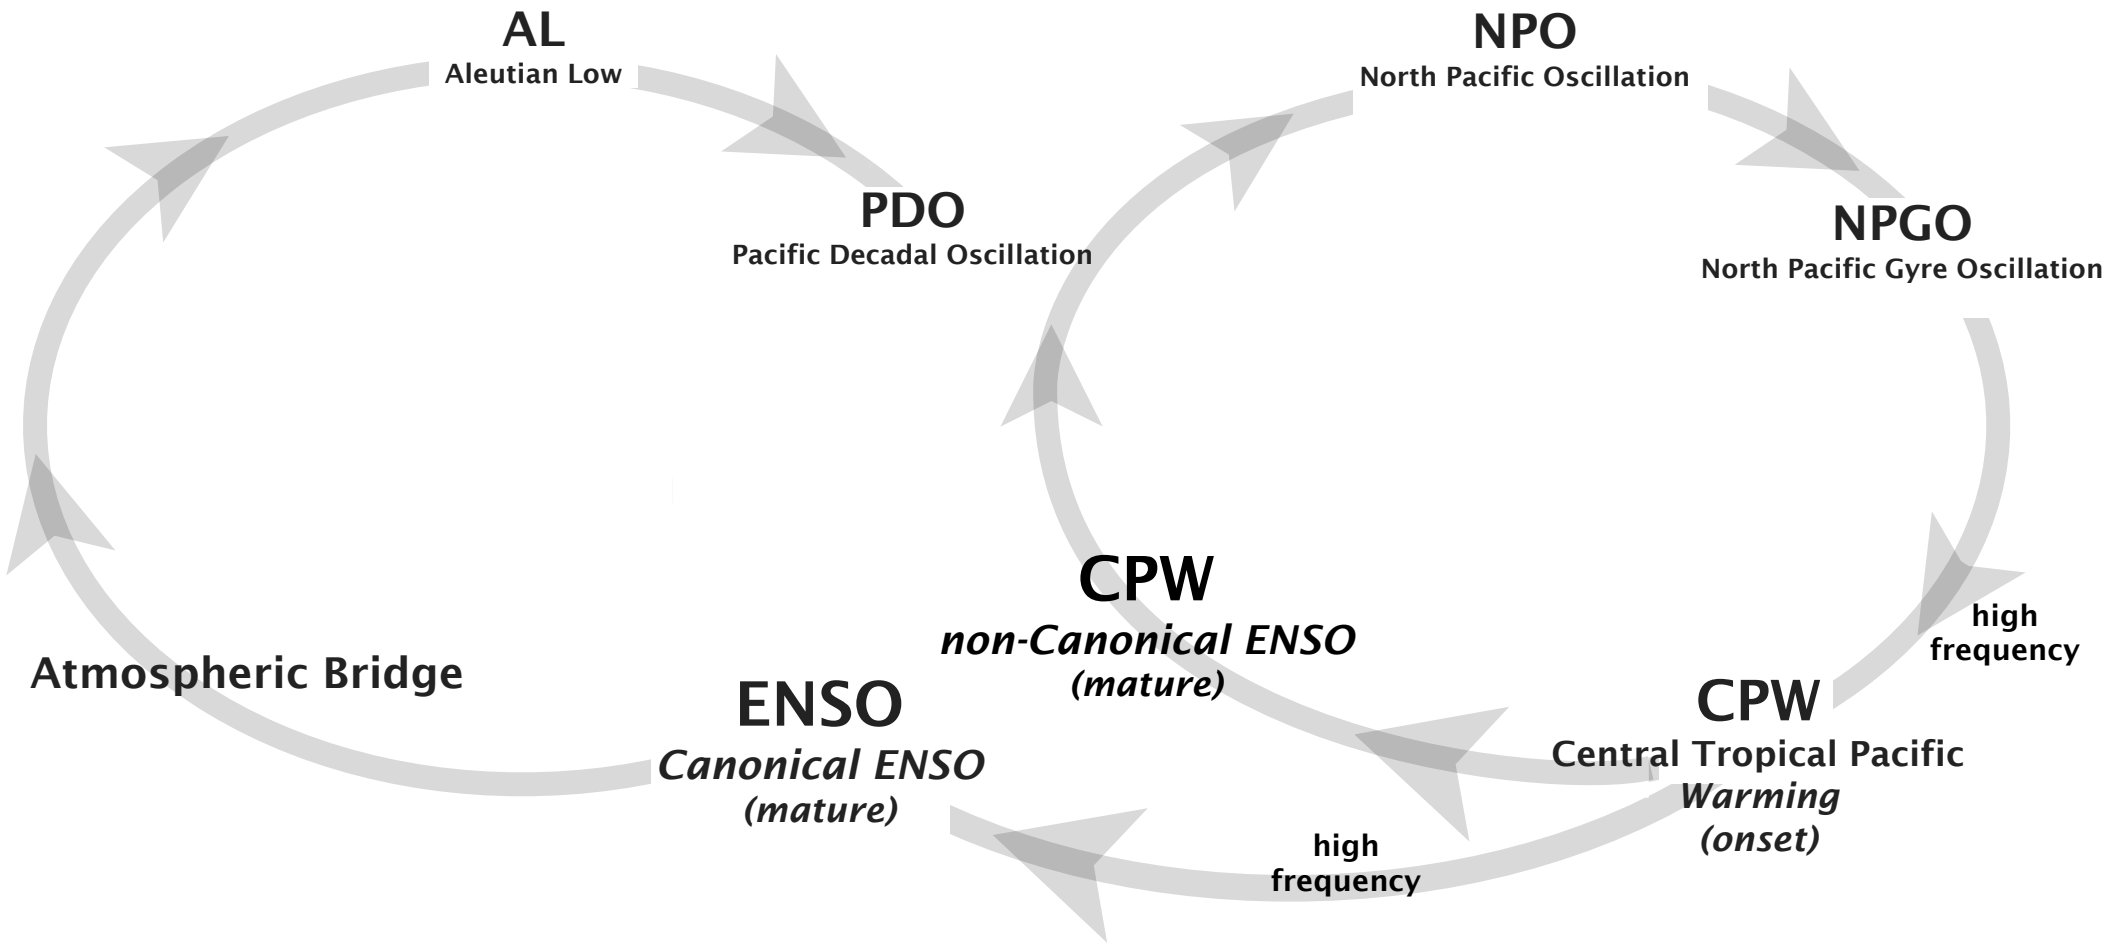 AL
Aleutian Low
NPO
North Pacific Oscillation
PDO
Pacific Decadal Oscillation
NPGO
North Pacific Gyre Oscillation
CPW
non-Canonical ENSO
(mature)
high
frequency
Atmospheric Bridge
ENSO
Canonical ENSO
(mature)
CPW
Central Tropical Pacific
Warming
(onset)
high
frequency